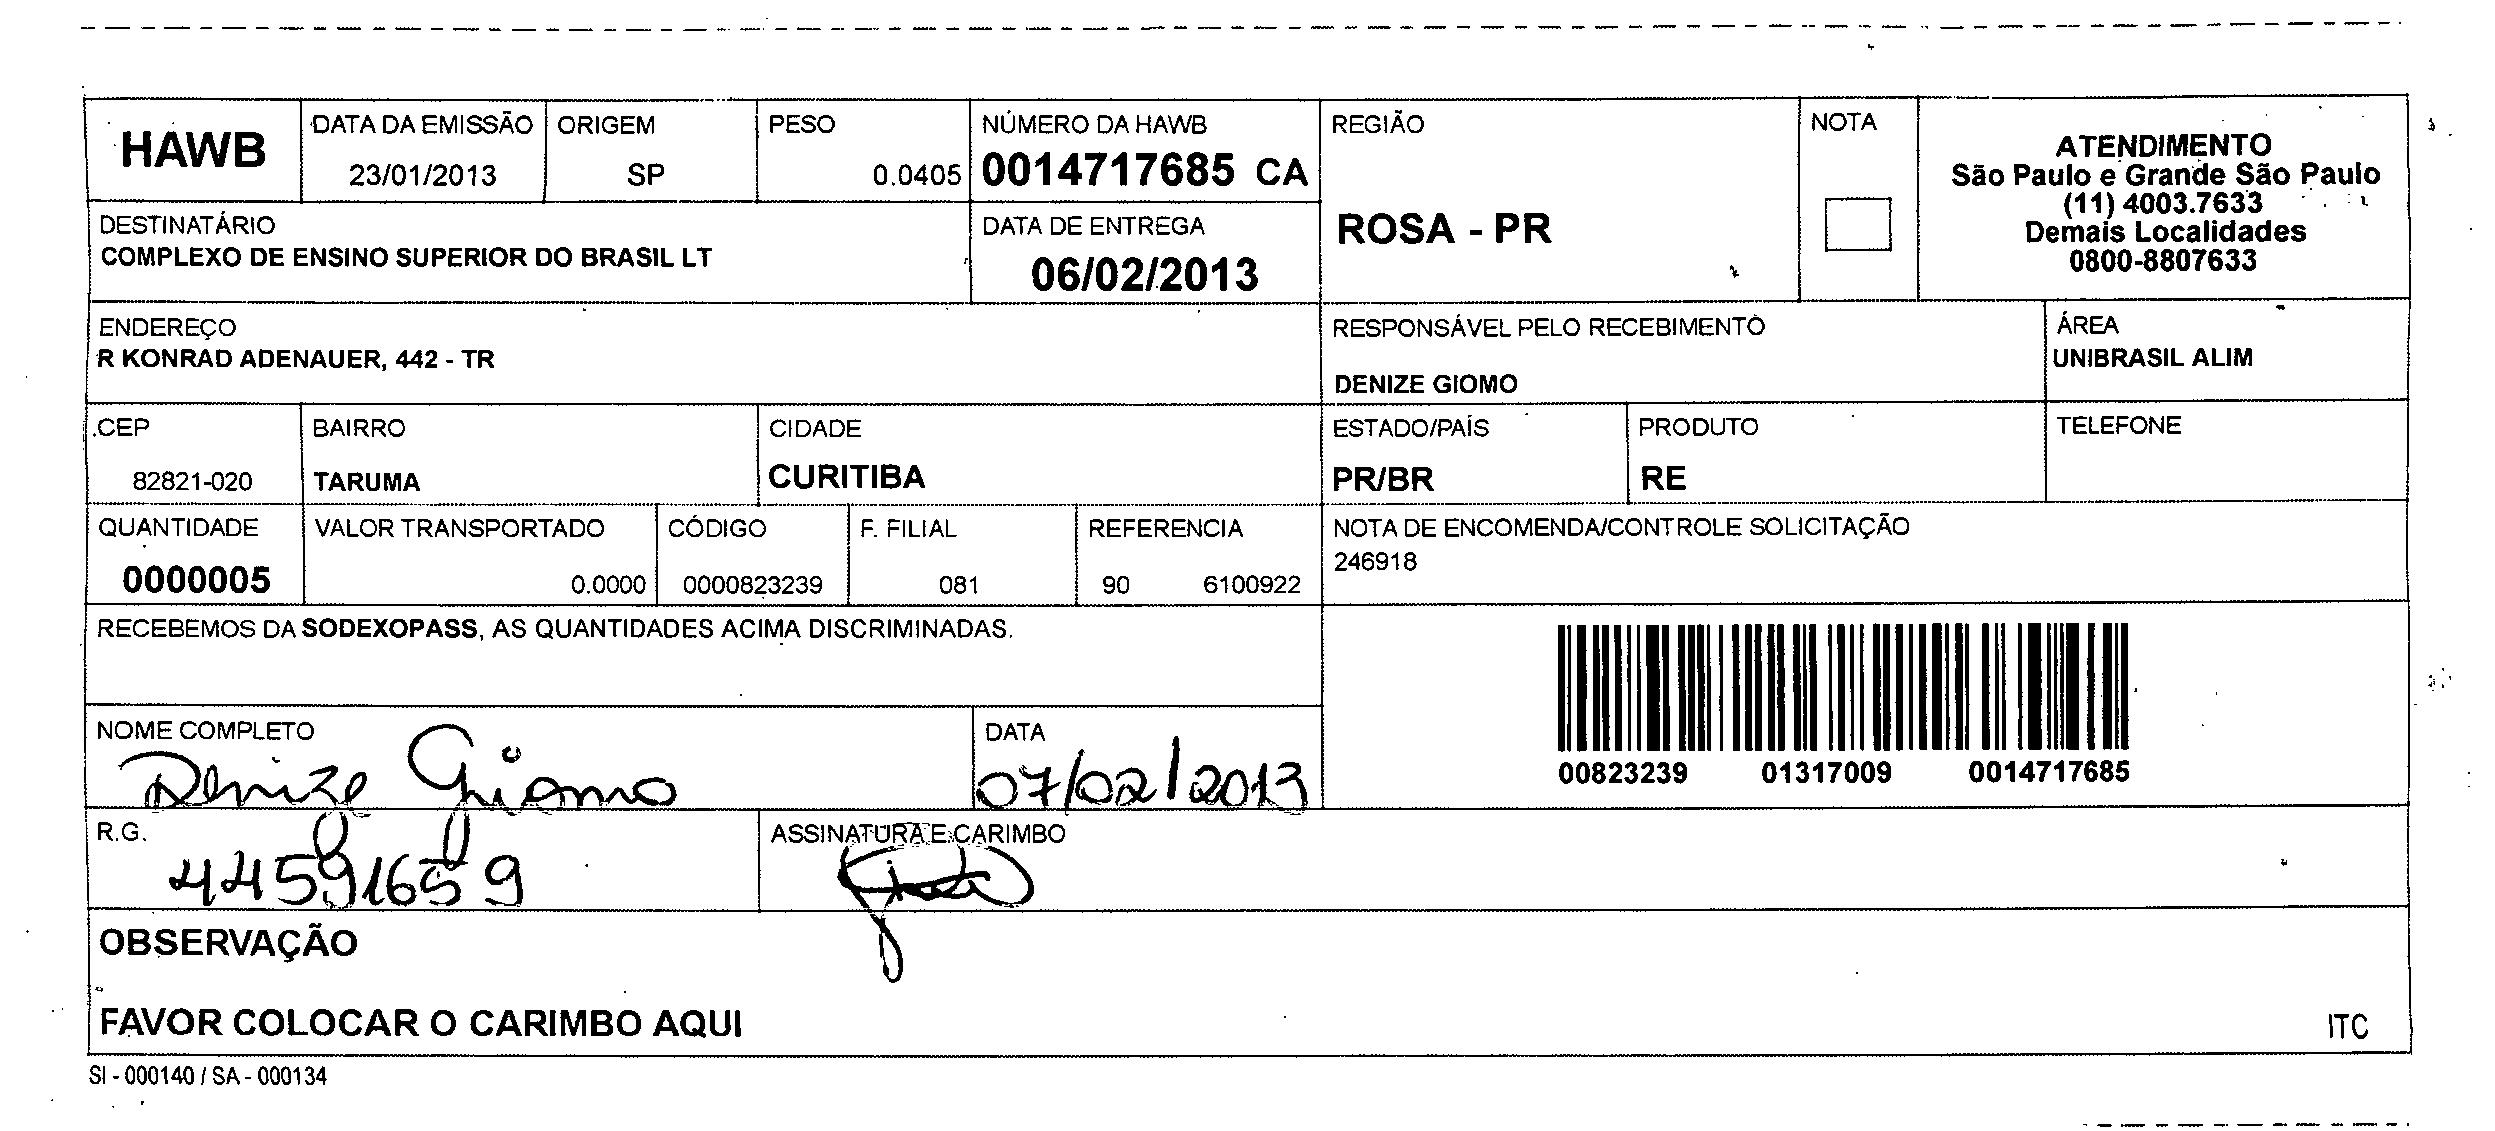 HAWB
DATA DA EMISSÃO
23/01/2013
ORIGEM
SP
PESO
0.0405
NÚMERO DA HAWB
0014717685 CA
REGIÃO
ROSA - PR
NOTA
ATENDIMENTO
São Paulo e Grande São Paulo
(11) 4003.7633
Demais Localidades
0800-8807633
DESTINATÁRIO
COMPLEXO DE ENSINO SUPERIOR DO BRASIL LT
DATA DE ENTREGA
06/02/2013
ENDEREÇO
R KONRAD ADENAUER, 442 - TR
RESPONSÁVEL PELO RECEBIMENTO
DENIZE GIOMO
ÁREA
UNIBRASIL ALIM
CEP
82821-020
BAIRRO
TARUMA
CIDADE
CURITIBA
ESTADO/PAÍS
PR/BR
PRODUTO
RE
TELEFONE
QUANTIDADE
0000005
VALOR TRANSPORTADO
0.0000
CÓDIGO
0000823239
F. FILIAL
081
REFERENCIA
90 6100922
NOTA DE ENCOMENDA/CONTROLE SOLICITAÇÃO
246918
RECEBEMOS DA SODEXOPASS, AS QUANTIDADES ACIMA DISCRIMINADAS.
00823239 01317009 0014717685
NOME COMPLETO
Denize Giomo
DATA
07/02/2013
R.G.
44591659
ASSINATURA E CARIMBO
OBSERVAÇÃO
FAVOR COLOCAR O CARIMBO AQUI
ITC
SI - 000140 / SA - 000134